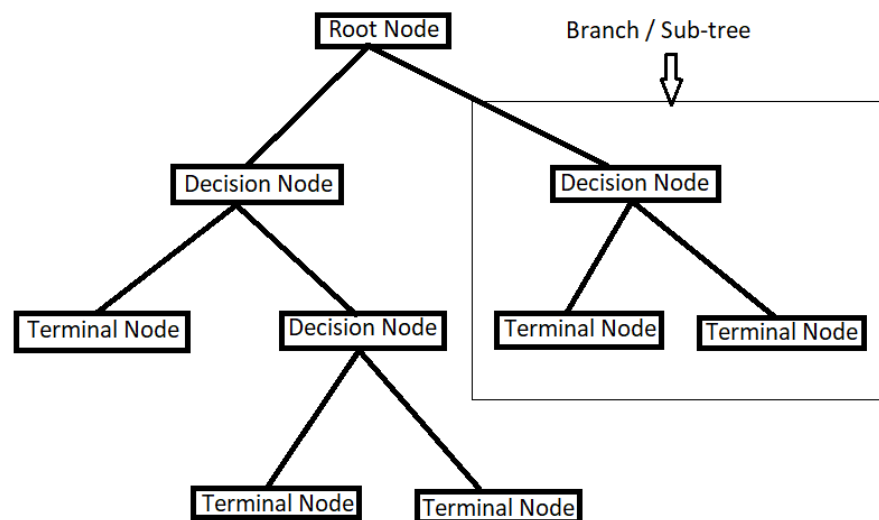 Root Node
Branch / Sub-tree
Decision Node
Decision Node
Terminal Node
Decision Node
Terminal Node
Terminal Node
Terminal Node
Terminal Node